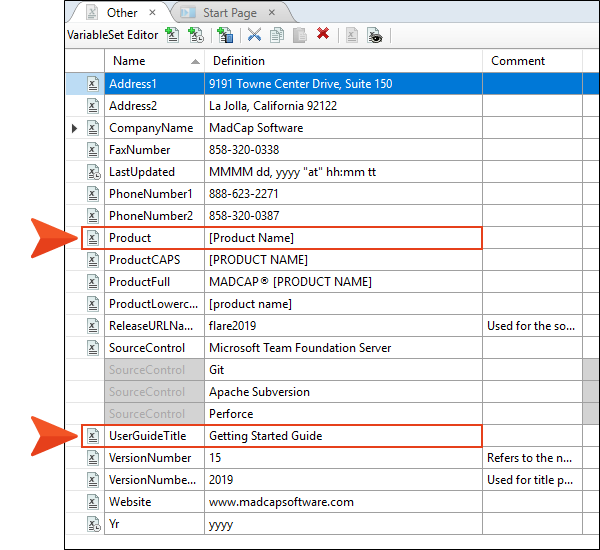 Other × Start Page ×
VariableSet Editor
Name Definition Comment
Address1 9191 Towne Center Drive, Suite 150
Address2 La Jolla, California 92122
CompanyName MadCap Software
FaxNumber 858-320-0338
LastUpdated MMMM dd, yyyy "at" hh:mm tt
PhoneNumber1 888-623-2271
PhoneNumber2 858-320-0387
Product [Product Name]
ProductCAPS [PRODUCT NAME]
ProductFull MADCAP® [PRODUCT NAME]
ProductLowerc... [product name]
ReleaseURLNa... flare2019 Used for the so...
SourceControl Microsoft Team Foundation Server
SourceControl Git
SourceControl Apache Subversion
SourceControl Perforce
UserGuideTitle Getting Started Guide
VersionNumber 15 Refers to the n...
VersionNumbe... 2019 Used for title p...
Website www.madcapsoftware.com
Yr yyyy